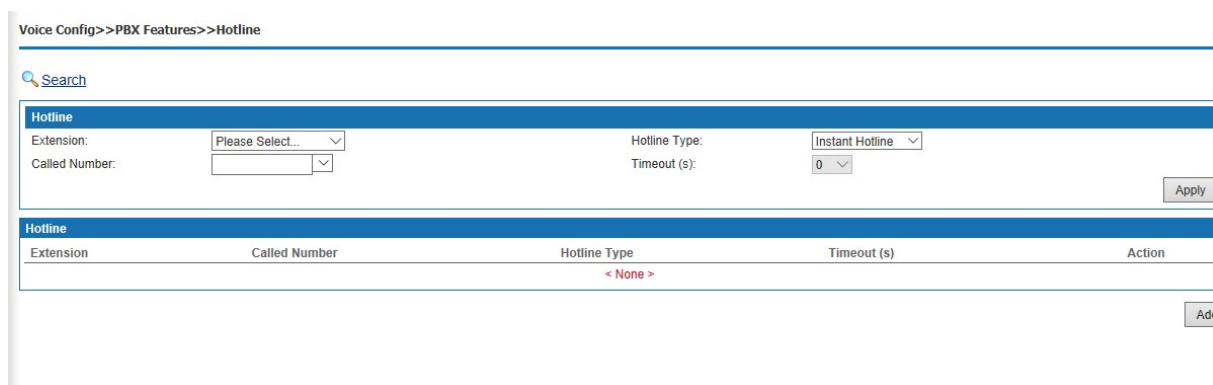 Voice Config>>PBX Features>>Hotline
Search
Hotline
Extension: Please Select... Hotline Type: Instant Hotline
Called Number: Timeout (s): 0
Apply
Hotline
Extension Called Number Hotline Type Timeout (s) Action
< None >